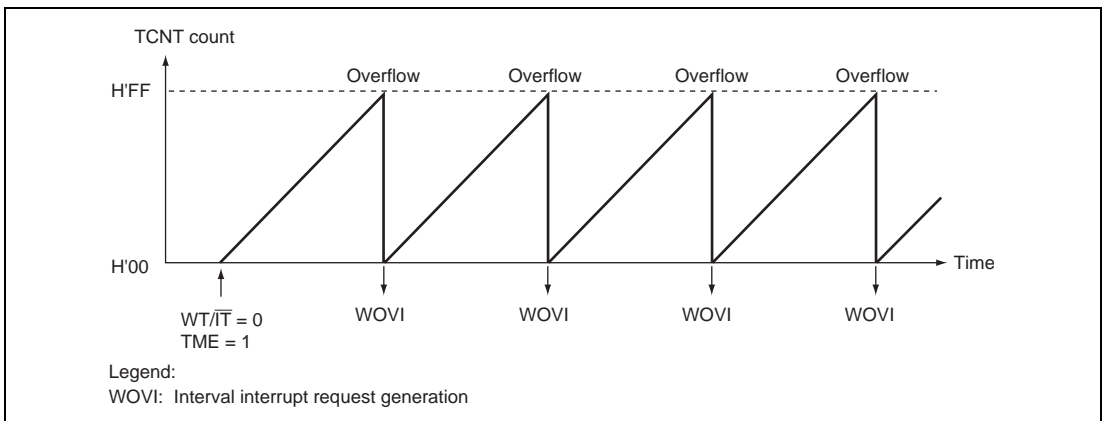 TCNT count
Overflow Overflow Overflow Overflow
H'FF
H'00
Time
WT/I̅T̅ = 0
TME = 1
WOVI WOVI WOVI WOVI
Legend:
WOVI: Interval interrupt request generation